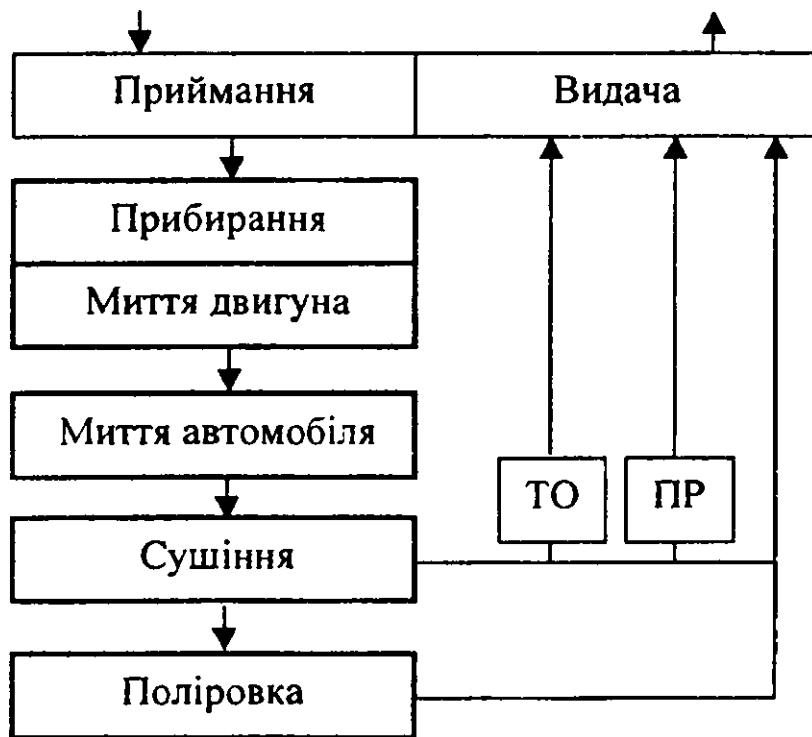 Приймання
Видача
Прибирання
Миття двигуна
Миття автомобіля
ТО
ПР
Сушіння
Поліровка